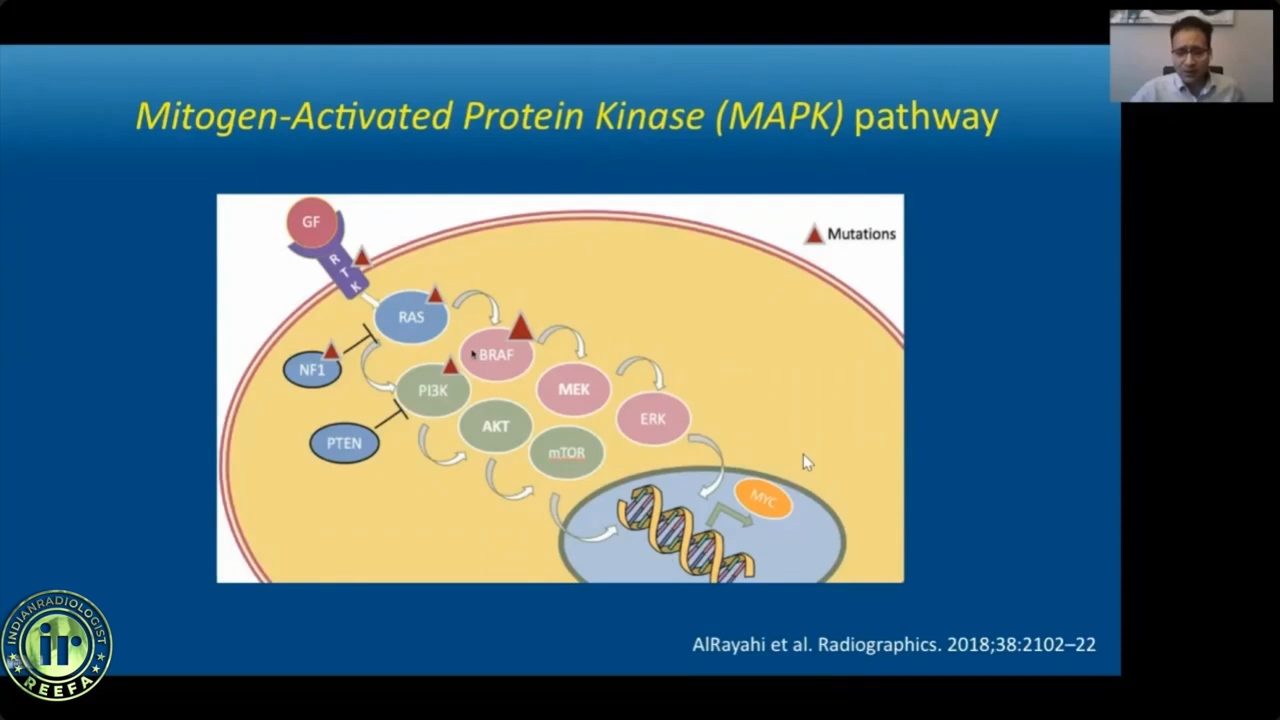 Mitogen-Activated Protein Kinase (MAPK) pathway
GF
Mutations
RTK
RAS
BRAF
NF1
PI3K
MEK
ERK
AKT
PTEN
mTOR
MYC
AlRayahi et al. Radiographics. 2018;38:2102–22
INDIANRADIOLOGIST
ir
REEFA